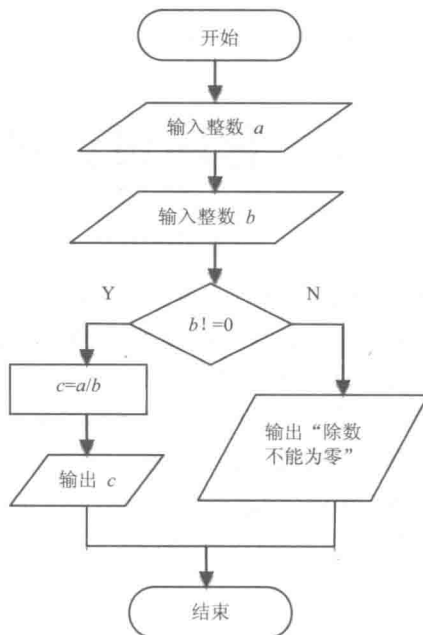 开始
输入整数 a
输入整数 b
Y
N
b! =0
c=a/b
输出“除数
不能为零”
输出 c
结束